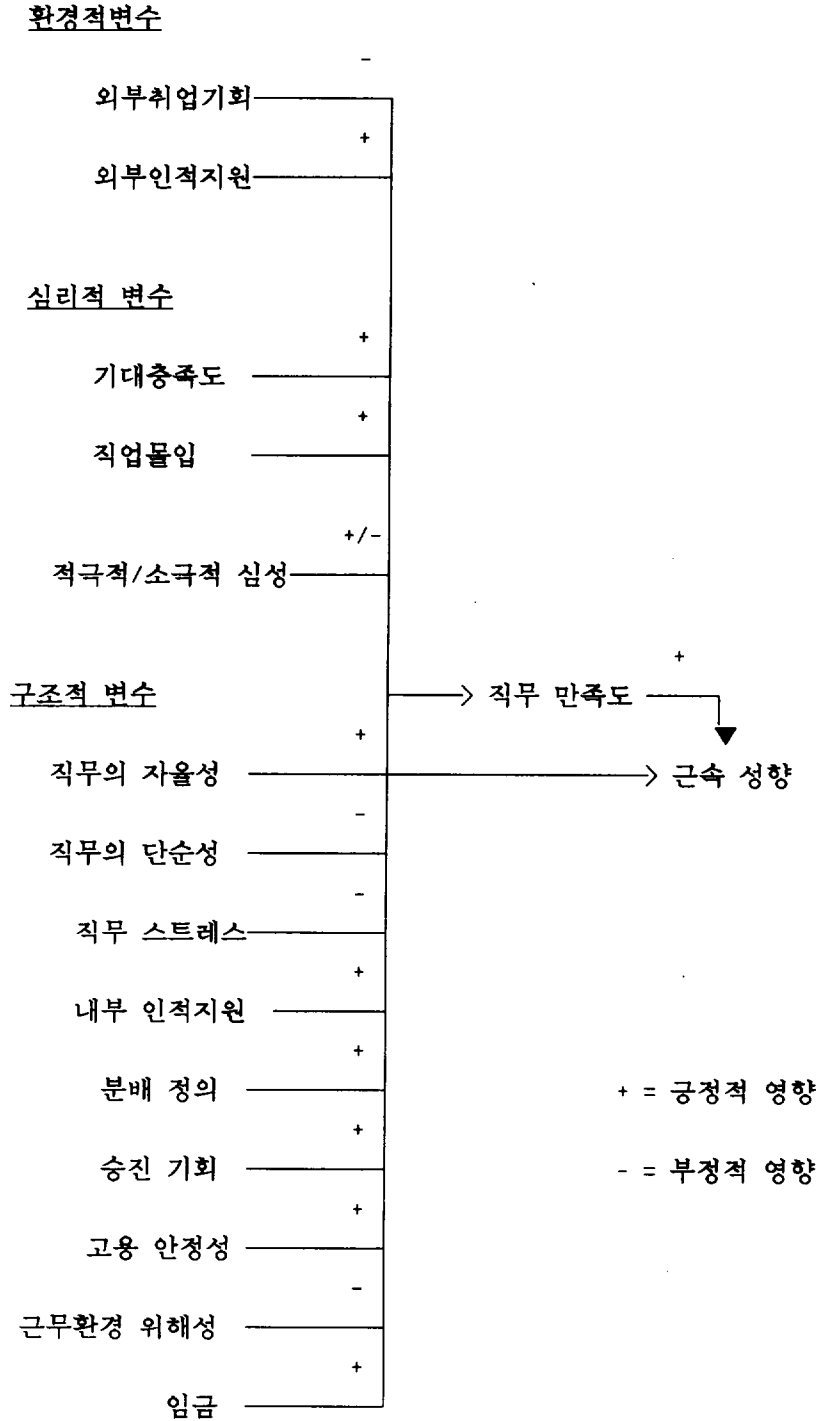 환경적변수
-
외부취업기회
+
외부인적지원
심리적 변수
+
기대충족도
+
직업몰입
+/-
적극적/소극적 심성
+
구조적 변수
직무 만족도
+
직무의 자율성
근속 성향
-
직무의 단순성
-
직무 스트레스
+
내부 인적지원
+
분배 정의
+ = 긍정적 영향
+
승진 기회
- = 부정적 영향
+
고용 안정성
-
근무환경 위해성
+
임금